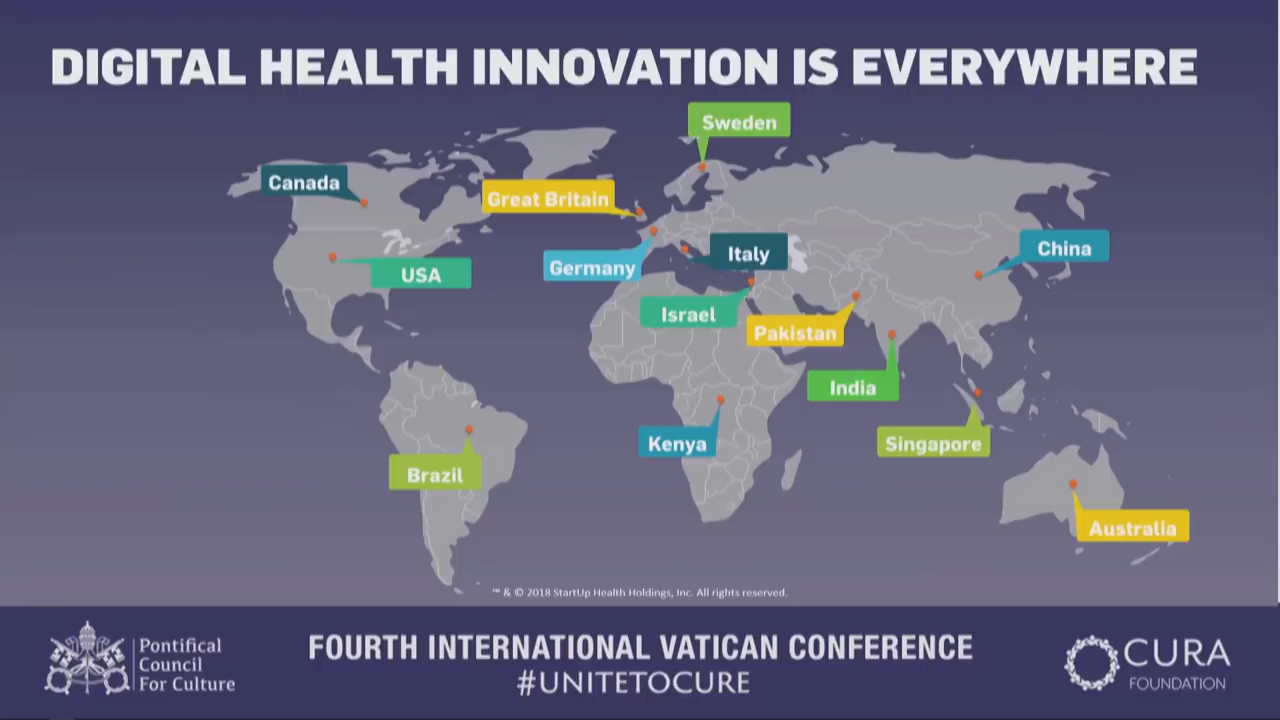 DIGITAL HEALTH INNOVATION IS EVERYWHERE
Sweden
Canada
Great Britain
China
Italy
Germany
USA
Israel
Pakistan
India
Kenya
Singapore
Brazil
Australia
™ & © 2018 StartUp Health Holdings, Inc. All rights reserved.
Pontifical
Council
For Culture
FOURTH INTERNATIONAL VATICAN CONFERENCE
#UNITETOCURE
CURA
FOUNDATION